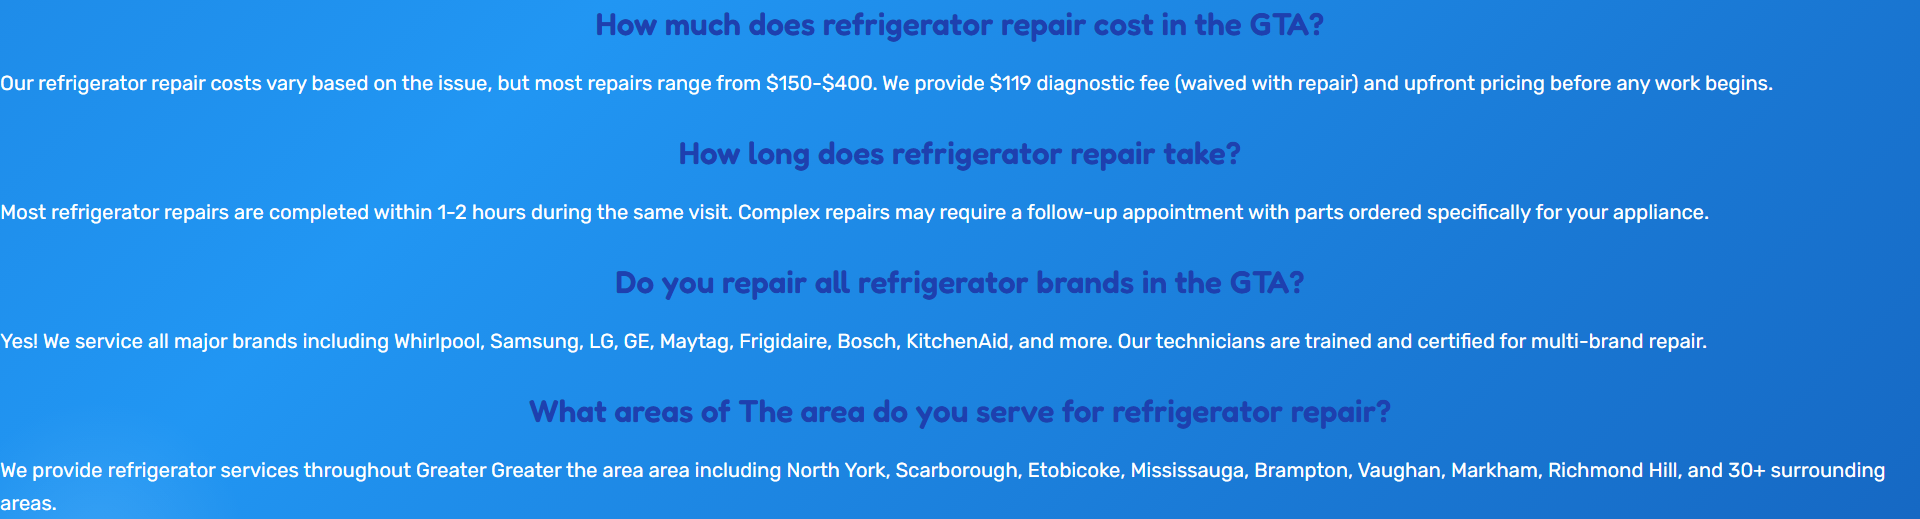 How much does refrigerator repair cost in the GTA?
Our refrigerator repair costs vary based on the issue, but most repairs range from $150-$400. We provide $119 diagnostic fee (waived with repair) and upfront pricing before any work begins.
How long does refrigerator repair take?
Most refrigerator repairs are completed within 1-2 hours during the same visit. Complex repairs may require a follow-up appointment with parts ordered specifically for your appliance.
Do you repair all refrigerator brands in the GTA?
Yes! We service all major brands including Whirlpool, Samsung, LG, GE, Maytag, Frigidaire, Bosch, KitchenAid, and more. Our technicians are trained and certified for multi-brand repair.
What areas of The area do you serve for refrigerator repair?
We provide refrigerator services throughout Greater Greater the area area including North York, Scarborough, Etobicoke, Mississauga, Brampton, Vaughan, Markham, Richmond Hill, and 30+ surrounding
areas.